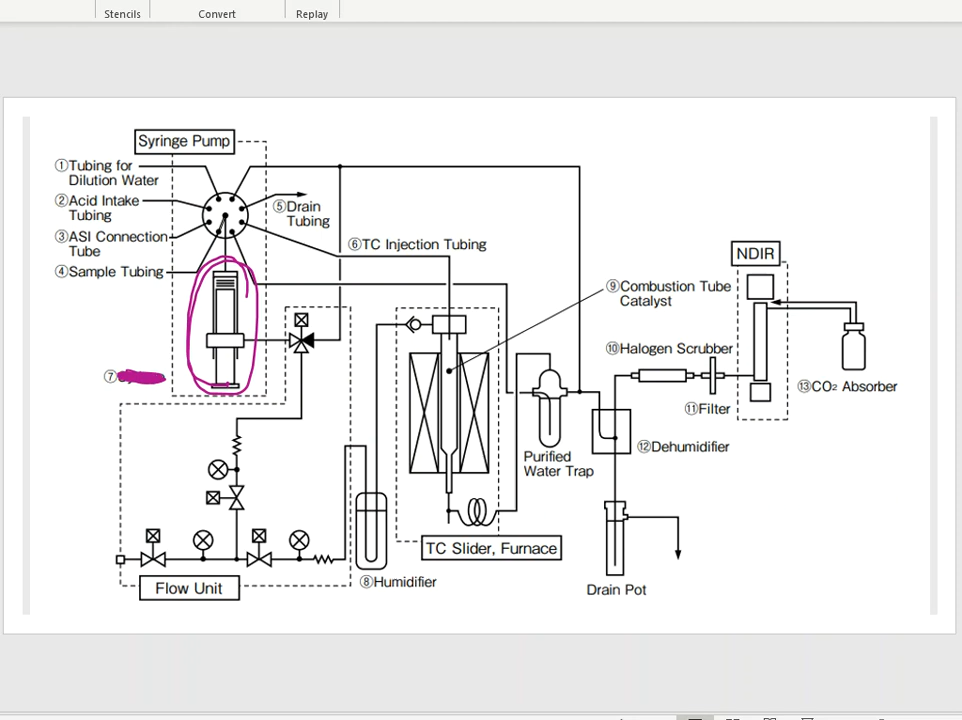 Stencils
Convert
Replay
Syringe Pump
①Tubing for
Dilution Water
②Acid Intake
Tubing
③ASI Connection
Tube
④Sample Tubing
⑤Drain
Tubing
⑥TC Injection Tubing
⑦
NDIR
⑨Combustion Tube
Catalyst
⑩Halogen Scrubber
⑪Filter
⑬CO2 Absorber
⑫Dehumidifier
Purified
Water Trap
TC Slider, Furnace
⑧Humidifier
Flow Unit
Drain Pot